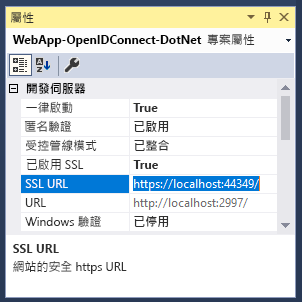 屬性
WebApp-OpenIDConnect-DotNet 專案屬性
開發伺服器
一律啟動 True
匿名驗證 已啟用
受控管線模式 已整合
已啟用 SSL True
SSL URL https://localhost:44349/
URL http://localhost:2997/
Windows 驗證 已停用
SSL URL
網站的安全 https URL